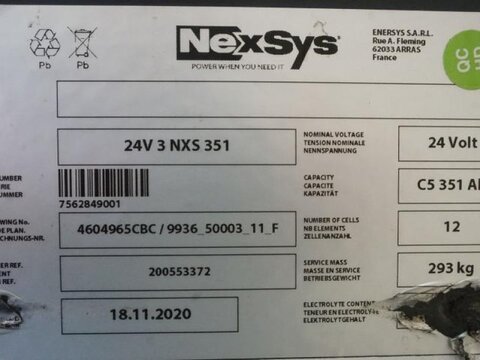 Pb
Pb
NexSys®
POWER WHEN YOU NEED IT
ENERSYS S.A.R.L.
Rue A. Fleming
62033 ARRAS
France
QC
24V 3 NXS 351
NOMINAL VOLTAGE
TENSION NOMINALE
NENNSPANNUNG
24 Volt
UMBER
RIE
UMMER
7562849001
CAPACITY
CAPACITE
KAPAZITÄT
C5 351 A
WING No.
DE PLAN.
CHNUNGS-NR.
4604965CBC / 9936_50003_11_F
NUMBER OF CELLS
NB ELEMENTS
ZELLENANZAHL
12
ER REF.
ENT
REF.
200553372
SERVICE MASS
MASSE EN SERVICE
BETRIEBSGEWICHT
293 kg
18.11.2020
ELECTROLYTE CONTENT
TENEUR EN ELECTROLY
ELEKTROLYTGEHALT